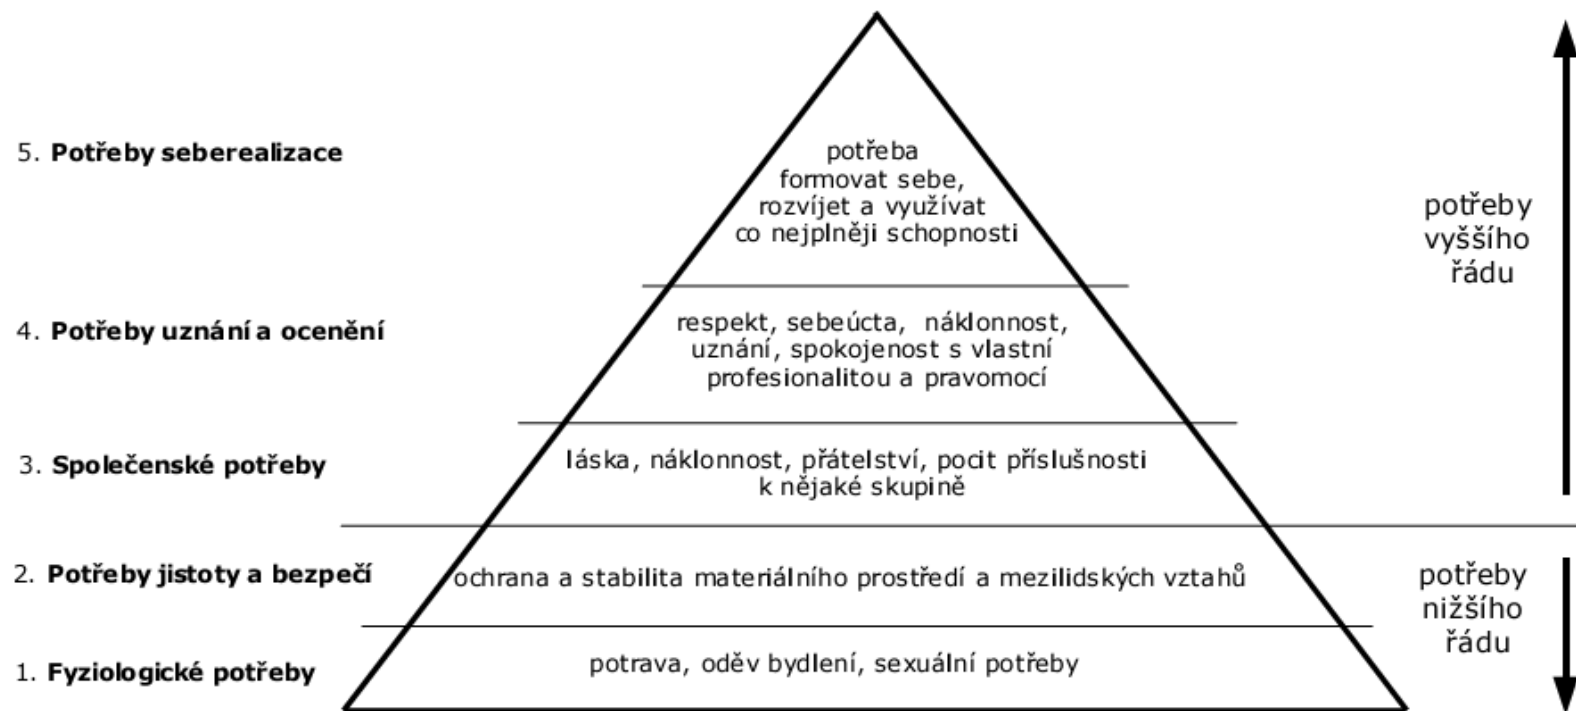 5. Potřeby seberealizace
potřeba
formovat sebe,
rozvíjet a využívat
co nejplněji schopnosti
potřeby
vyššího
řádu
4. Potřeby uznání a ocenění
respekt, sebeúcta, náklonnost,
uznání, spokojenost s vlastní
profesionalitou a pravomocí
3. Společenské potřeby
láska, náklonnost, přátelství, pocit příslušnosti
k nějaké skupině
2. Potřeby jistoty a bezpečí
ochrana a stabilita materiálního prostředí a mezilidských vztahů
potřeby
nižšího
řádu
1. Fyziologické potřeby
potrava, oděv bydlení, sexuální potřeby